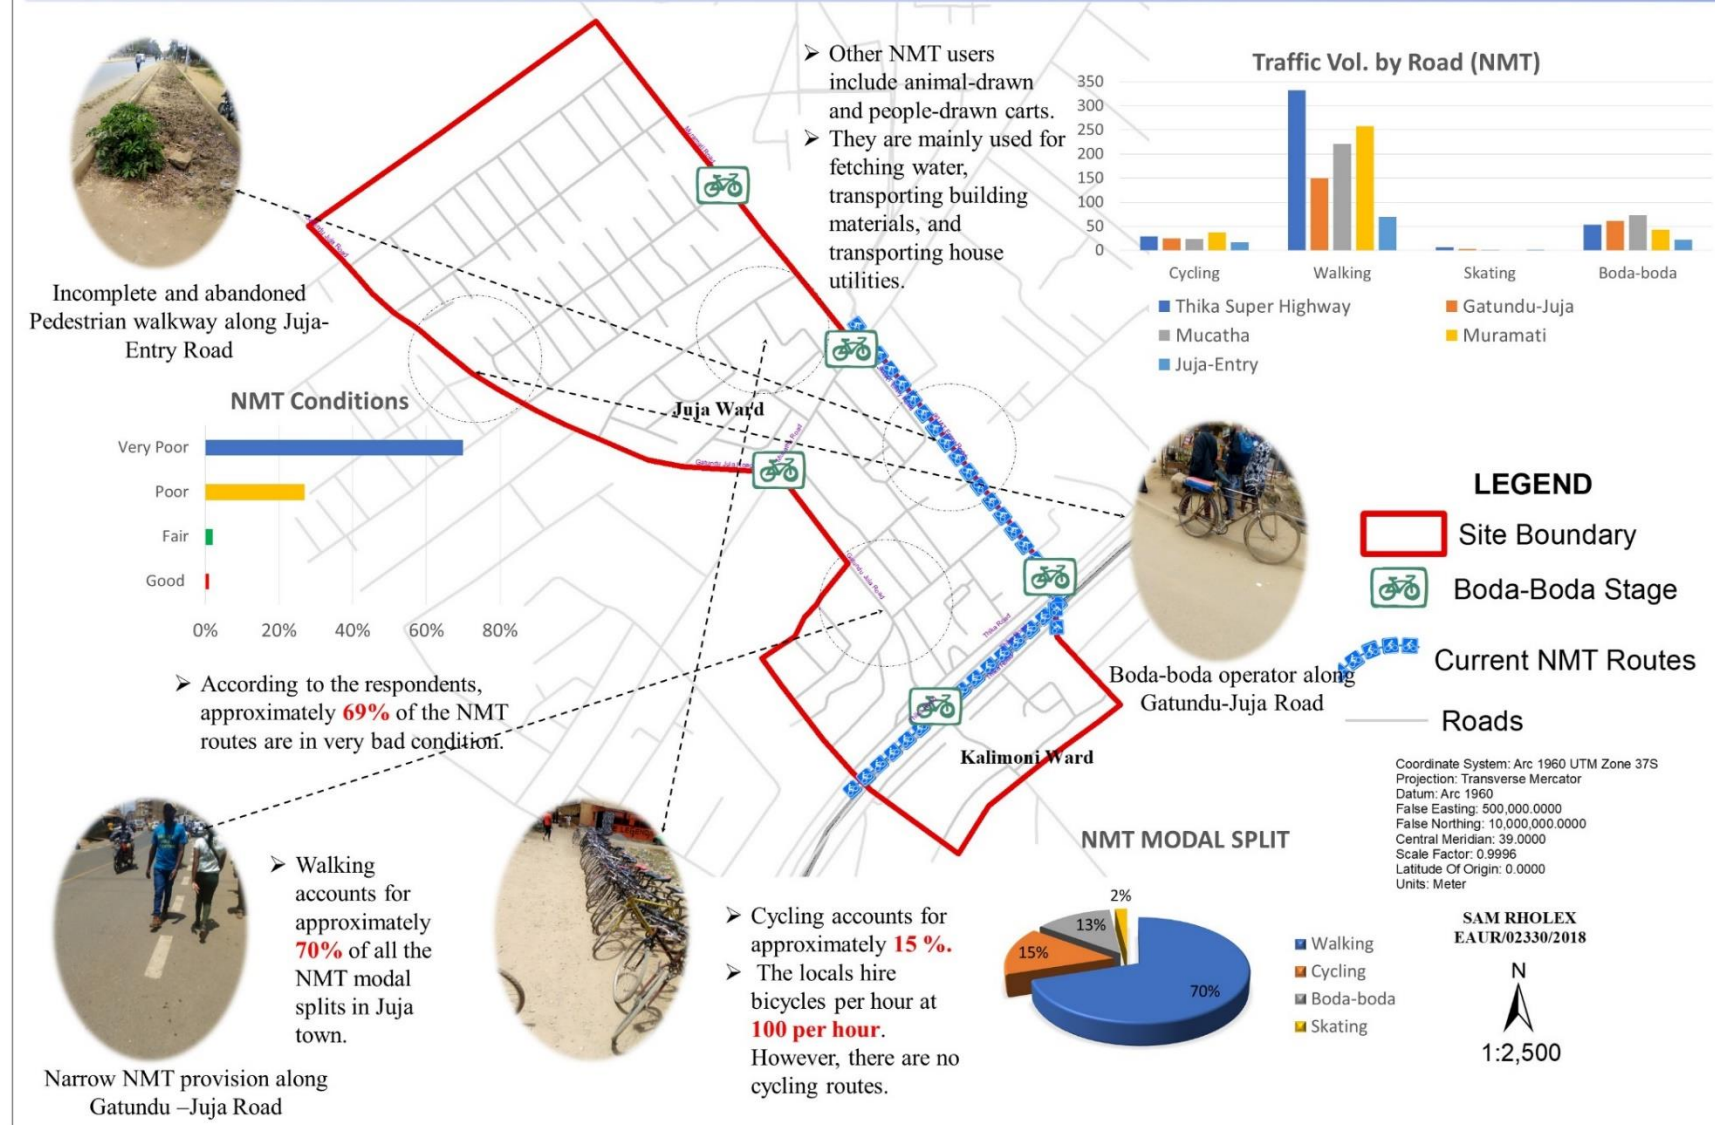 ➢ Other NMT users
include animal-drawn
and people-drawn carts.
➢ They are mainly used for
fetching water,
transporting building
materials, and
transporting house
utilities.
Traffic Vol. by Road (NMT)
350
300
250
200
150
100
50
0
Cycling
Walking
Skating
Boda-boda
Thika Super Highway
Gatundu-Juja
Mucatha
Muramati
Juja-Entry
Incomplete and abandoned
Pedestrian walkway along Juja-
Entry Road
NMT Conditions
Very Poor
Poor
Fair
Good
0% 20% 40% 60% 80%
➢ According to the respondents,
approximately 69% of the NMT
routes are in very bad condition.
Muramati Road
Gatundu Juja Road
Juja Ward
Gatundu Juja Road
Thika Road
Kalimoni Ward
Boda-boda operator along
Gatundu-Juja Road
LEGEND
Site Boundary
Boda-Boda Stage
Current NMT Routes
Roads
Coordinate System: Arc 1960 UTM Zone 37S
Projection: Transverse Mercator
Datum: Arc 1960
False Easting: 500,000.0000
False Northing: 10,000,000.0000
Central Meridian: 39.0000
Scale Factor: 0.9996
Latitude Of Origin: 0.0000
Units: Meter
SAM RHOLEX
EAUR/02330/2018
N
1:2,500
➢ Walking
accounts for
approximately
70% of all the
NMT modal
splits in Juja
town.
Narrow NMT provision along
Gatundu –Juja Road
➢ Cycling accounts for
approximately 15 %.
➢ The locals hire
bicycles per hour at
100 per hour.
However, there are no
cycling routes.
NMT MODAL SPLIT
2%
13%
15%
70%
Walking
Cycling
Boda-boda
Skating